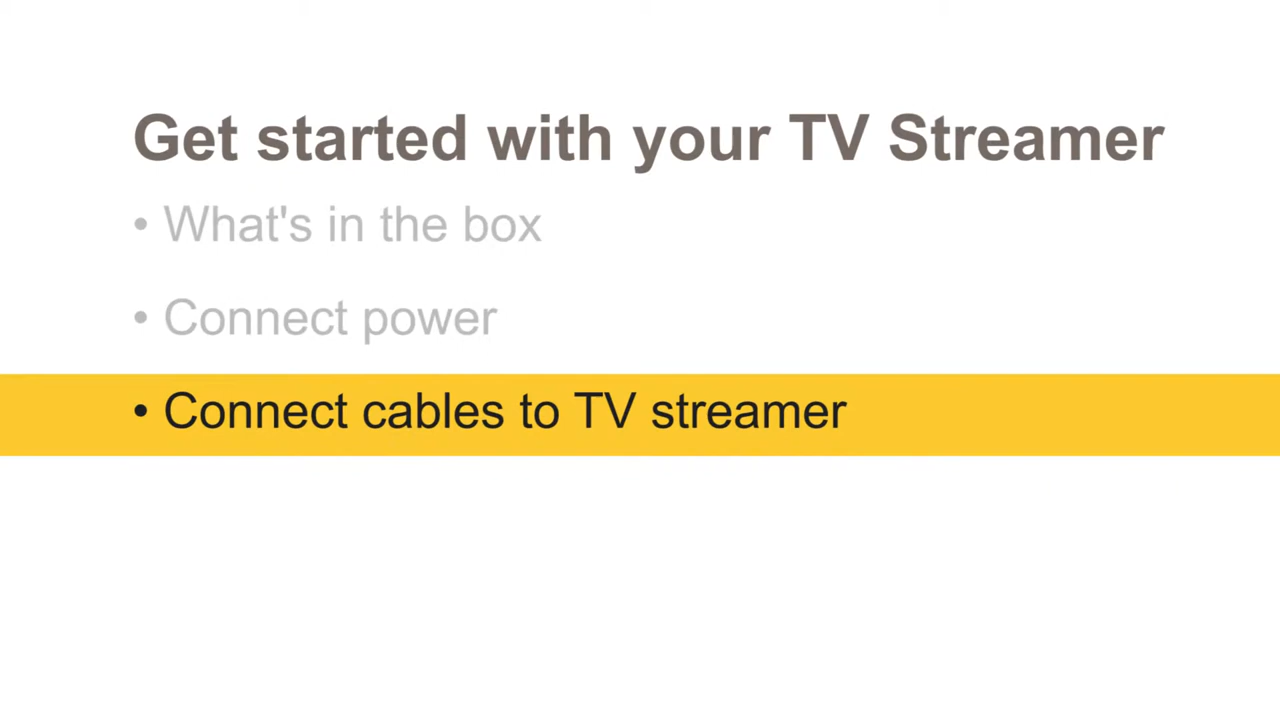 Get started with your TV Streamer
• What's in the box
• Connect power
• Connect cables to TV streamer